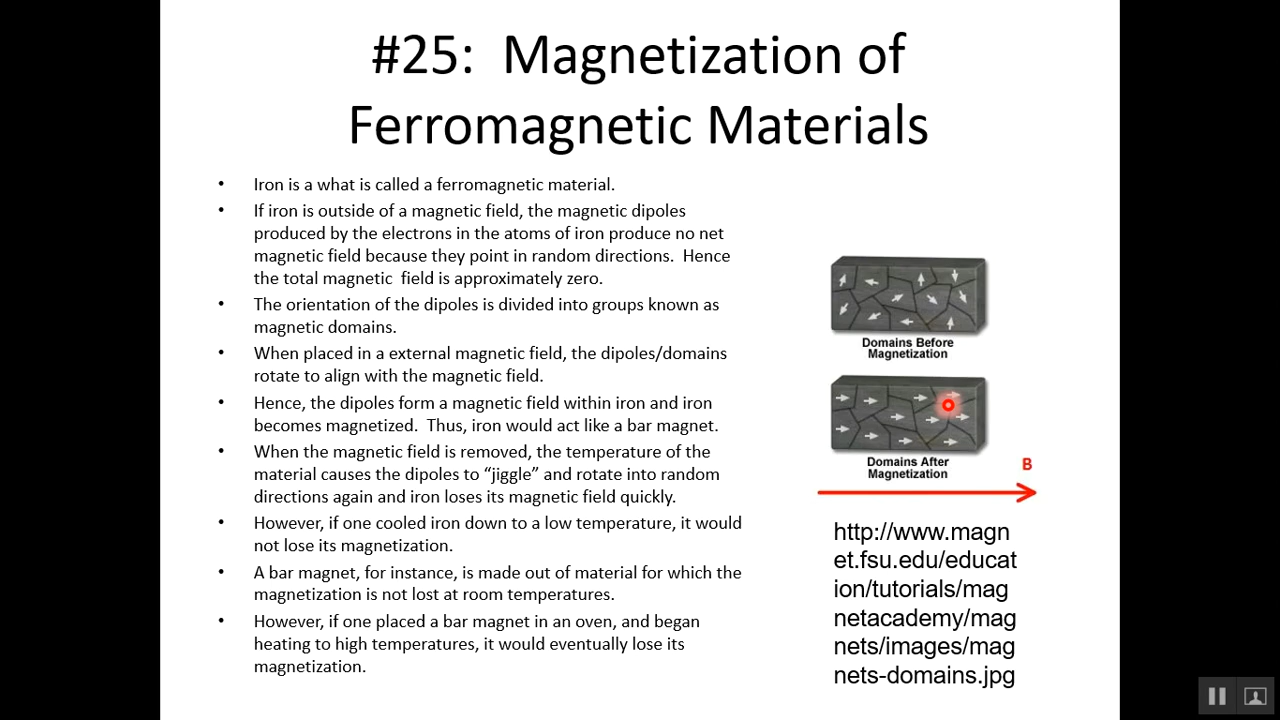 #25:  Magnetization of
Ferromagnetic Materials
• Iron is a what is called a ferromagnetic material.
• If iron is outside of a magnetic field, the magnetic dipoles
produced by the electrons in the atoms of iron produce no net
magnetic field because they point in random directions.  Hence
the total magnetic  field is approximately zero.
• The orientation of the dipoles is divided into groups known as
magnetic domains.
• When placed in a external magnetic field, the dipoles/domains
rotate to align with the magnetic field.
• Hence, the dipoles form a magnetic field within iron and iron
becomes magnetized.  Thus, iron would act like a bar magnet.
• When the magnetic field is removed, the temperature of the
material causes the dipoles to “jiggle” and rotate into random
directions again and iron loses its magnetic field quickly.
• However, if one cooled iron down to a low temperature, it would
not lose its magnetization.
• A bar magnet, for instance, is made out of material for which the
magnetization is not lost at room temperatures.
• However, if one placed a bar magnet in an oven, and began
heating to high temperatures, it would eventually lose its
magnetization.
Domains Before
Magnetization
Domains After
Magnetization
B
http://www.magn
et.fsu.edu/educat
ion/tutorials/mag
netacademy/mag
nets/images/mag
nets-domains.jpg